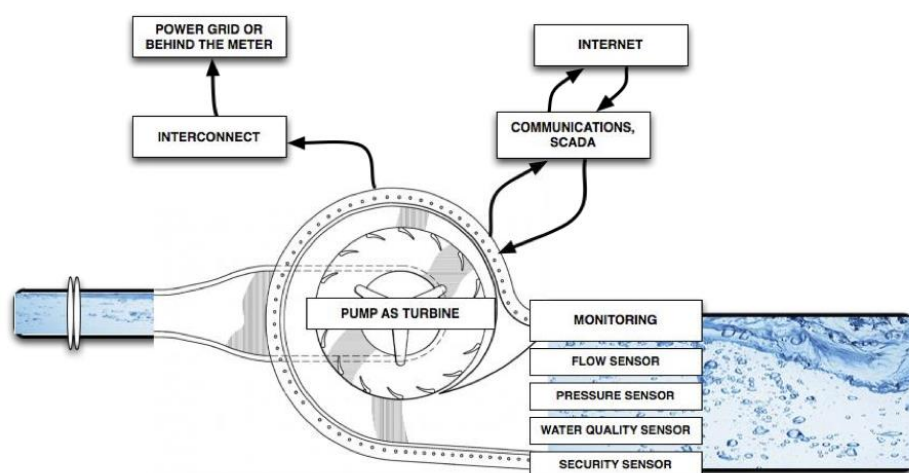 POWER GRID OR
BEHIND THE METER
INTERNET
INTERCONNECT
COMMUNICATIONS,
SCADA
PUMP AS TURBINE
MONITORING
FLOW SENSOR
PRESSURE SENSOR
WATER QUALITY SENSOR
SECURITY SENSOR